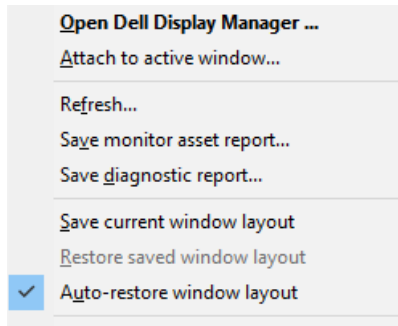 Open Dell Display Manager ...
Attach to active window...
Refresh...
Save monitor asset report...
Save diagnostic report...
Save current window layout
Restore saved window layout
Auto-restore window layout